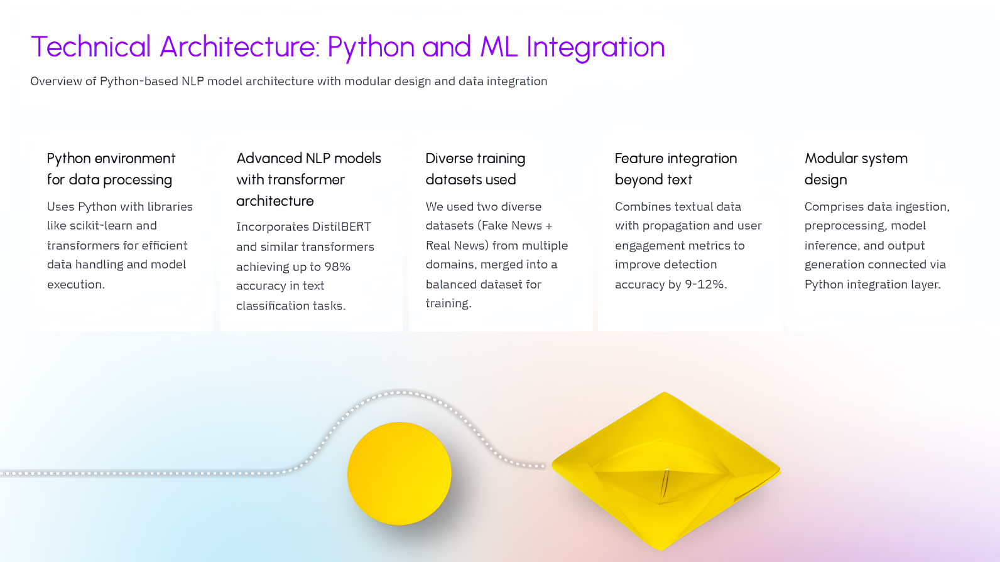 Technical Architecture: Python and ML Integration
Overview of Python-based NLP model architecture with modular design and data integration
Python environment
for data processing
Uses Python with libraries
like scikit-learn and
transformers for efficient
data handling and model
execution.
Advanced NLP models
with transformer
architecture
Incorporates DistilBERT
and similar transformers
achieving up to 98%
accuracy in text
classification tasks.
Diverse training
datasets used
We used two diverse
datasets (Fake News +
Real News) from multiple
domains, merged into a
balanced dataset for
training.
Feature integration
beyond text
Combines textual data
with propagation and user
engagement metrics to
improve detection
accuracy by 9-12%.
Modular system
design
Comprises data ingestion,
preprocessing, model
inference, and output
generation connected via
Python integration layer.